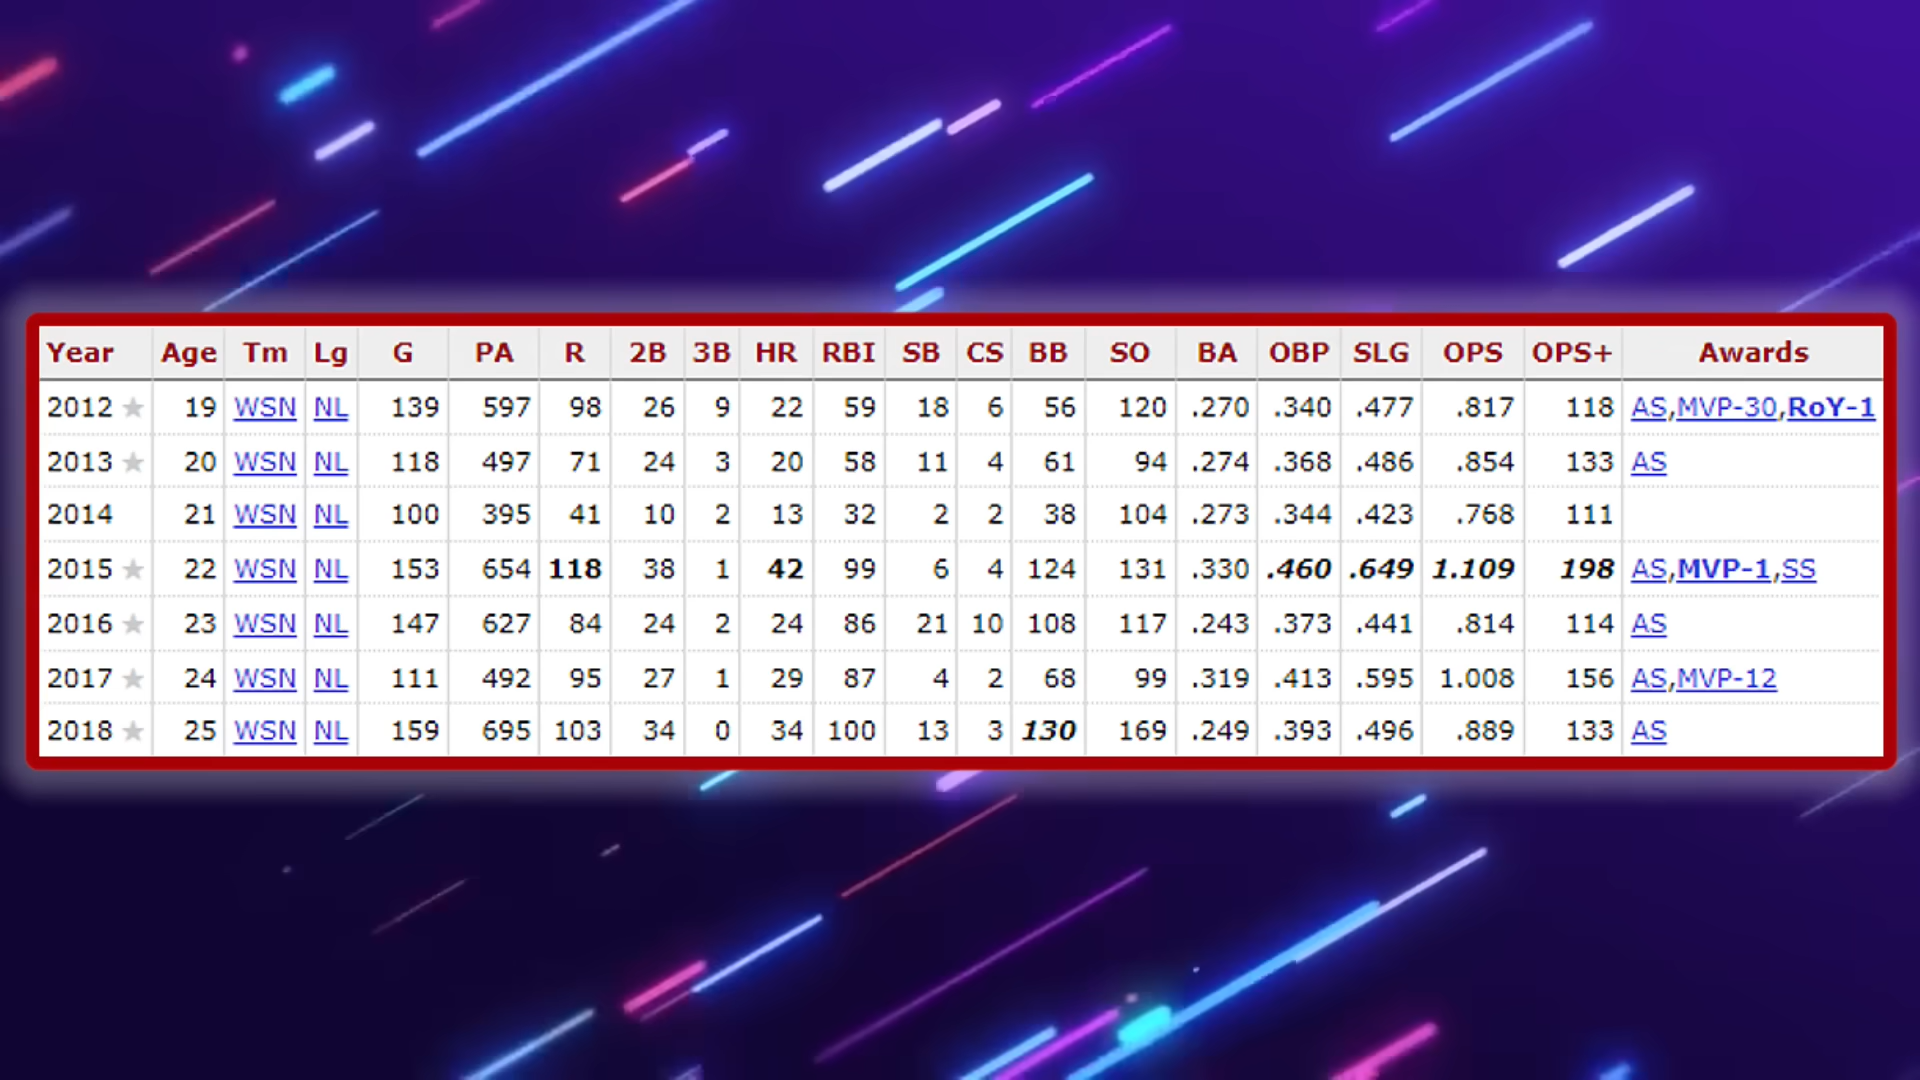 Year Age Tm Lg G PA R 2B 3B HR RBI SB CS BB SO BA OBP SLG OPS OPS+ Awards
2012 ★ 19 WSN NL 139 597 98 26 9 22 59 18 6 56 120 .270 .340 .477 .817 118 AS,MVP-30,RoY-1
2013 ★ 20 WSN NL 118 497 71 24 3 20 58 11 4 61 94 .274 .368 .486 .854 133 AS
2014 21 WSN NL 100 395 41 10 2 13 32 2 2 38 104 .273 .344 .423 .768 111
2015 ★ 22 WSN NL 153 654 118 38 1 42 99 6 4 124 131 .330 .460 .649 1.109 198 AS,MVP-1,SS
2016 ★ 23 WSN NL 147 627 84 24 2 24 86 21 10 108 117 .243 .373 .441 .814 114 AS
2017 ★ 24 WSN NL 111 492 95 27 1 29 87 4 2 68 99 .319 .413 .595 1.008 156 AS,MVP-12
2018 ★ 25 WSN NL 159 695 103 34 0 34 100 13 3 130 169 .249 .393 .496 .889 133 AS